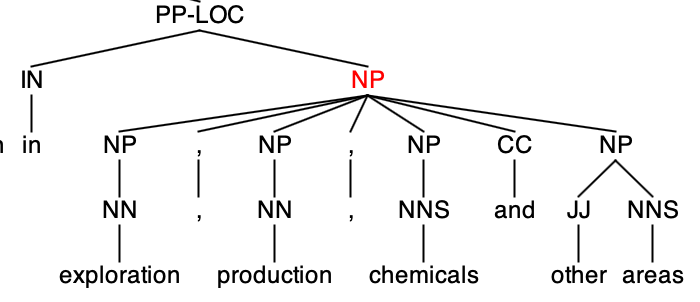 PP-LOC
IN NP
n in NP , NP , NP CC NP
NN , NN , NNS and JJ NNS
exploration production chemicals other areas